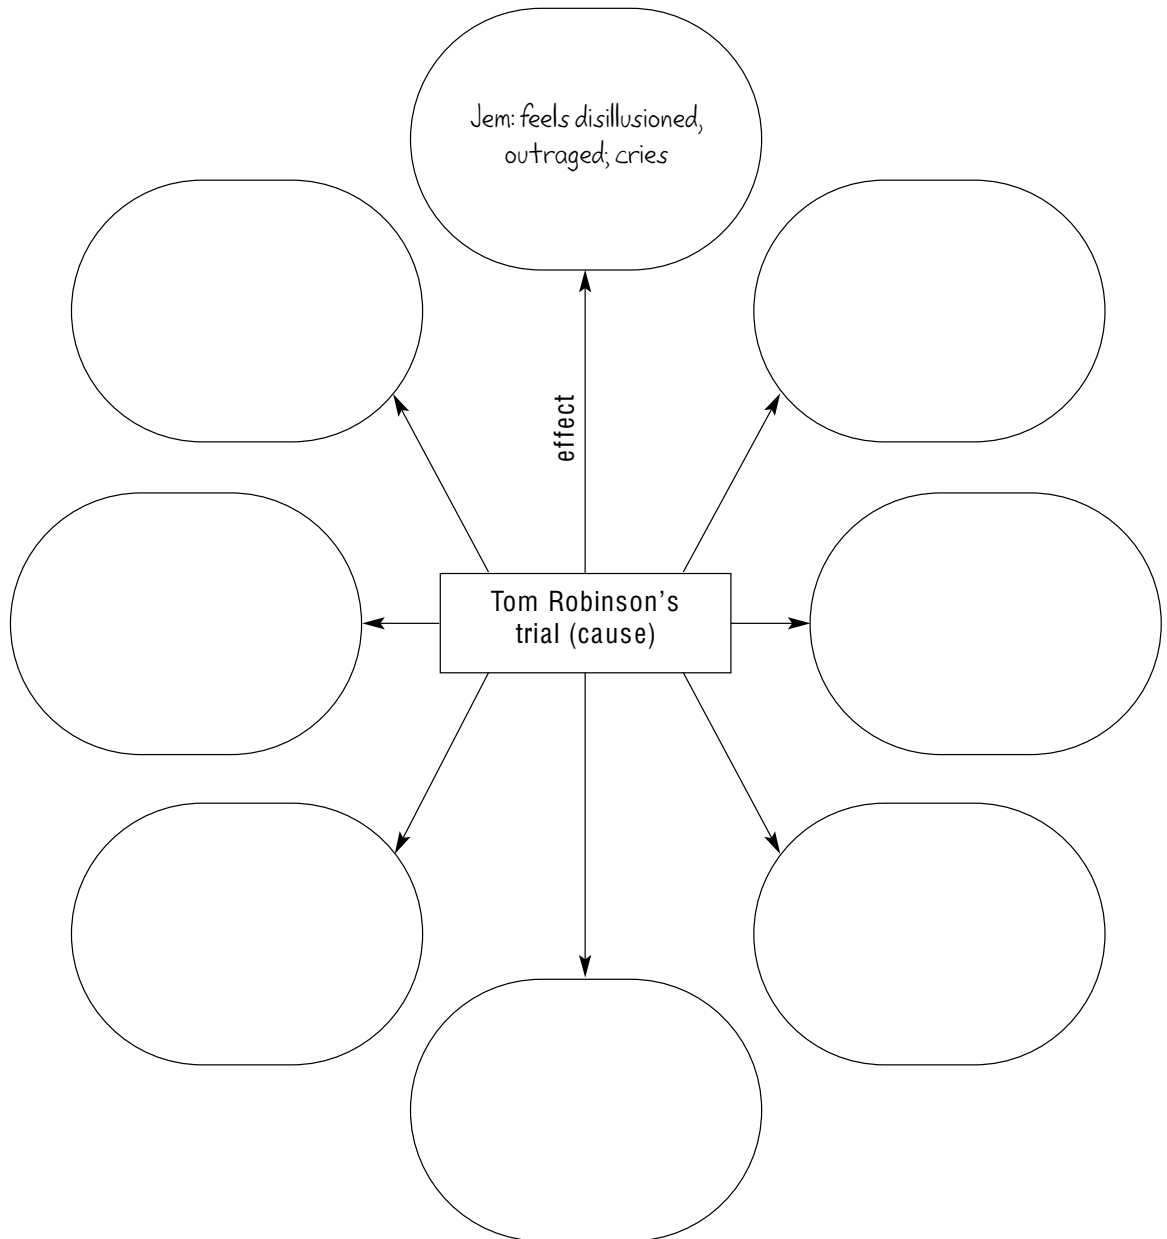 Jem: feels disillusioned,
outraged; cries
effect
Tom Robinson's
trial (cause)